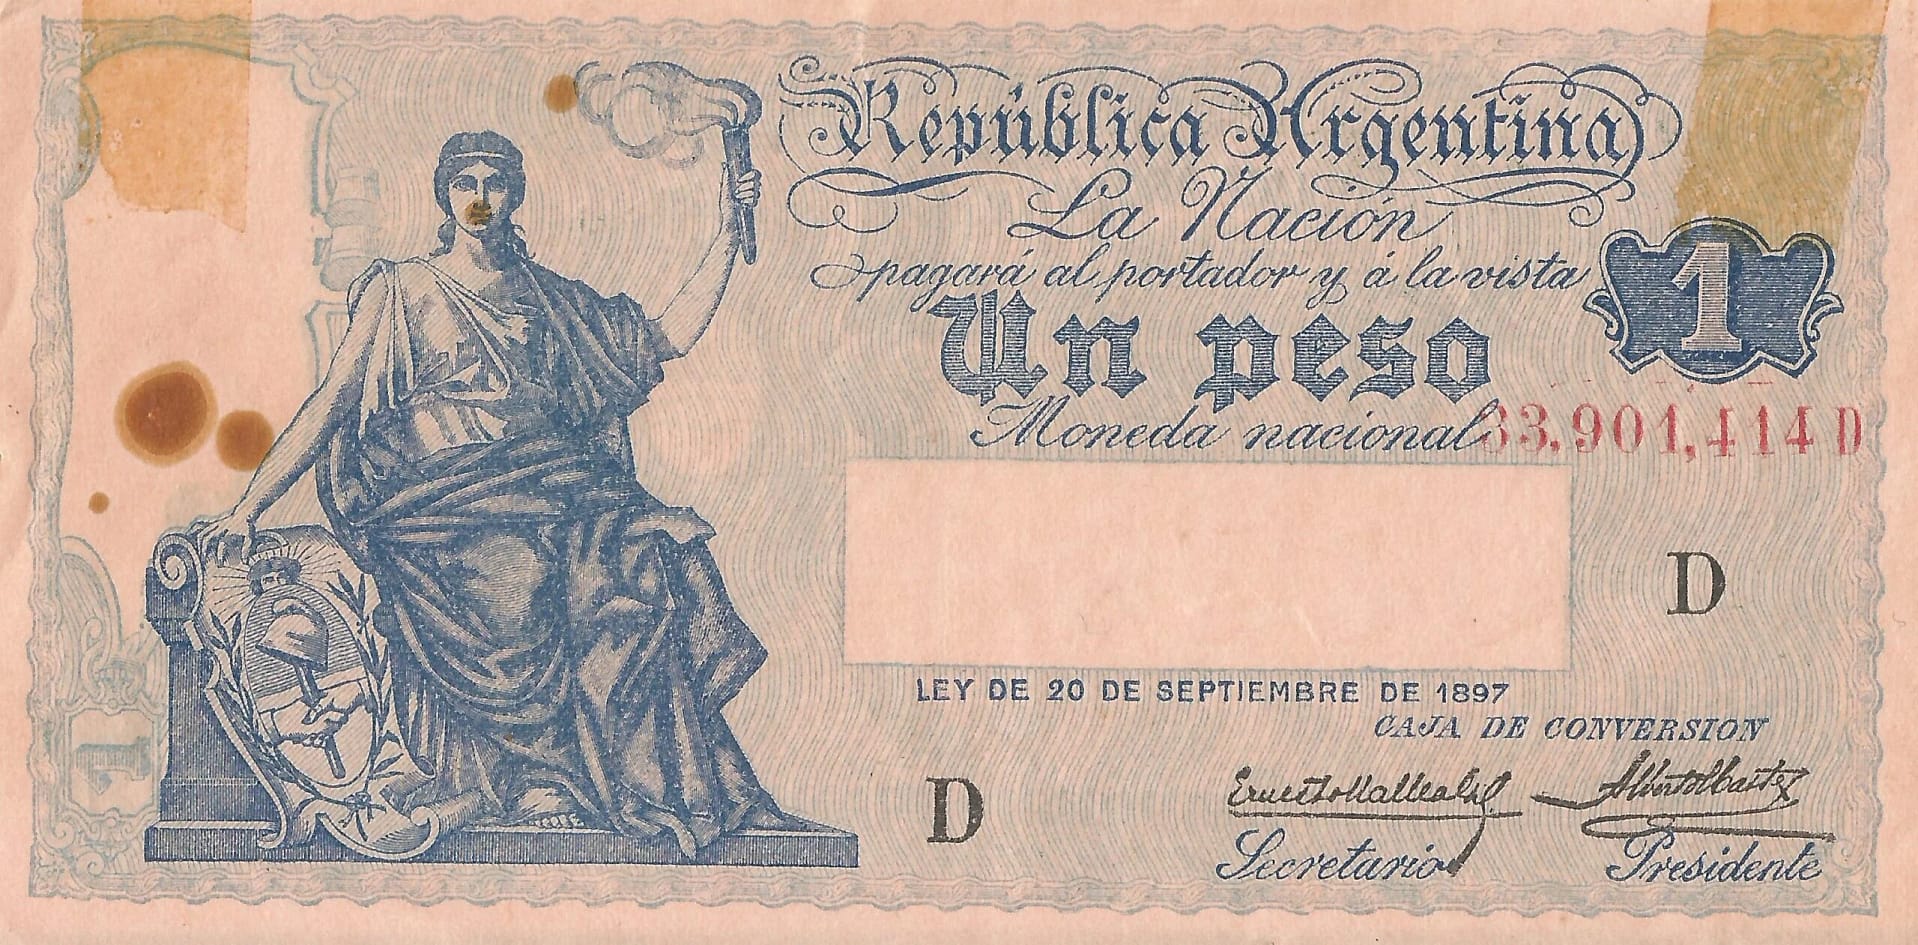 República Argentina
La Nación
pagará al portador y á la vista
1
Un peso
Moneda nacional
33,901,414 D
D
LEY DE 20 DE SEPTIEMBRE DE 1897
CAJA DE CONVERSION
D
Secretario
Presidente
1